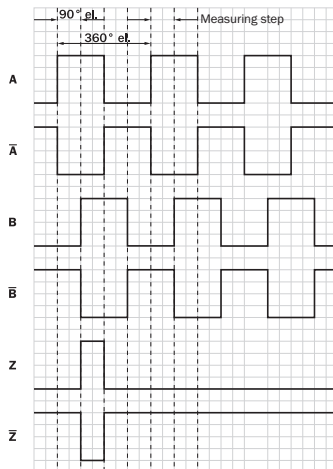 90° el.
Measuring step
360° el.
A
A̅
B
B̅
Z
Z̅